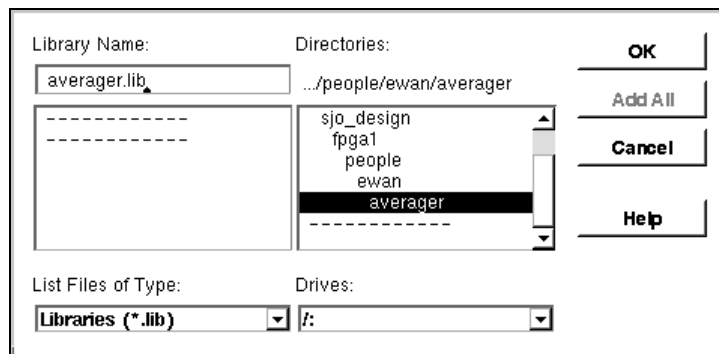 Library Name:
averager.lib
------------
------------
List Files of Type:
Libraries (*.lib)
Directories:
.../people/ewan/averager
sjo_design
fpga1
people
ewan
averager
------------
Drives:
/:
OK
Add All
Cancel
Help